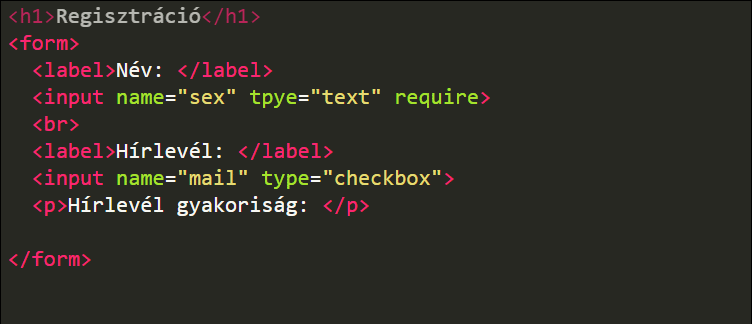 <h1>Regisztráció</h1>
<form>
<label>Név: </label>
<input name="sex" tpye="text" require>
<br>
<label>Hírlevél: </label>
<input name="mail" type="checkbox">
<p>Hírlevél gyakoriság: </p>
</form>